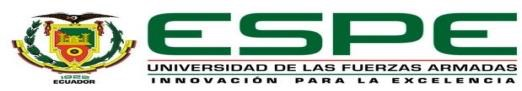 ESPE
UNIVERSIDAD DE LAS FUERZAS ARMADAS
INNOVACIÓN PARA LA EXCELENCIA
1922
ECUADOR